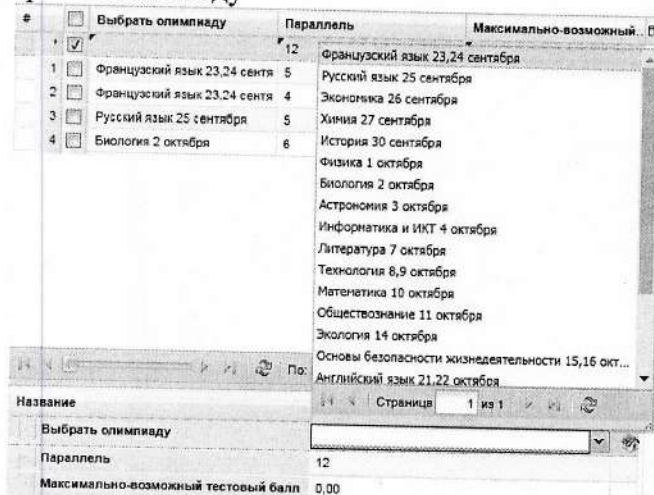 # Выбрать олимпиаду Параллель Максимально-возможный..
* 12
1 Французский язык 23,24 сентя 5
2 Французский язык 23,24 сентя 4
3 Русский язык 25 сентября 5
4 Биология 2 октября 6
Французский язык 23,24 сентября
Русский язык 25 сентября
Экономика 26 сентября
Химия 27 сентября
История 30 сентября
Физика 1 октября
Биология 2 октября
Астрономия 3 октября
Информатика и ИКТ 4 октября
Литература 7 октября
Технология 8,9 октября
Математика 10 октября
Обществознание 11 октября
Экология 14 октября
Основы безопасности жизнедеятельности 15,16 окт...
Английский язык 21,22 октября
Страница 1 из 1
По:
Название
Выбрать олимпиаду
Параллель 12
Максимально-возможный тестовый балл 0,00